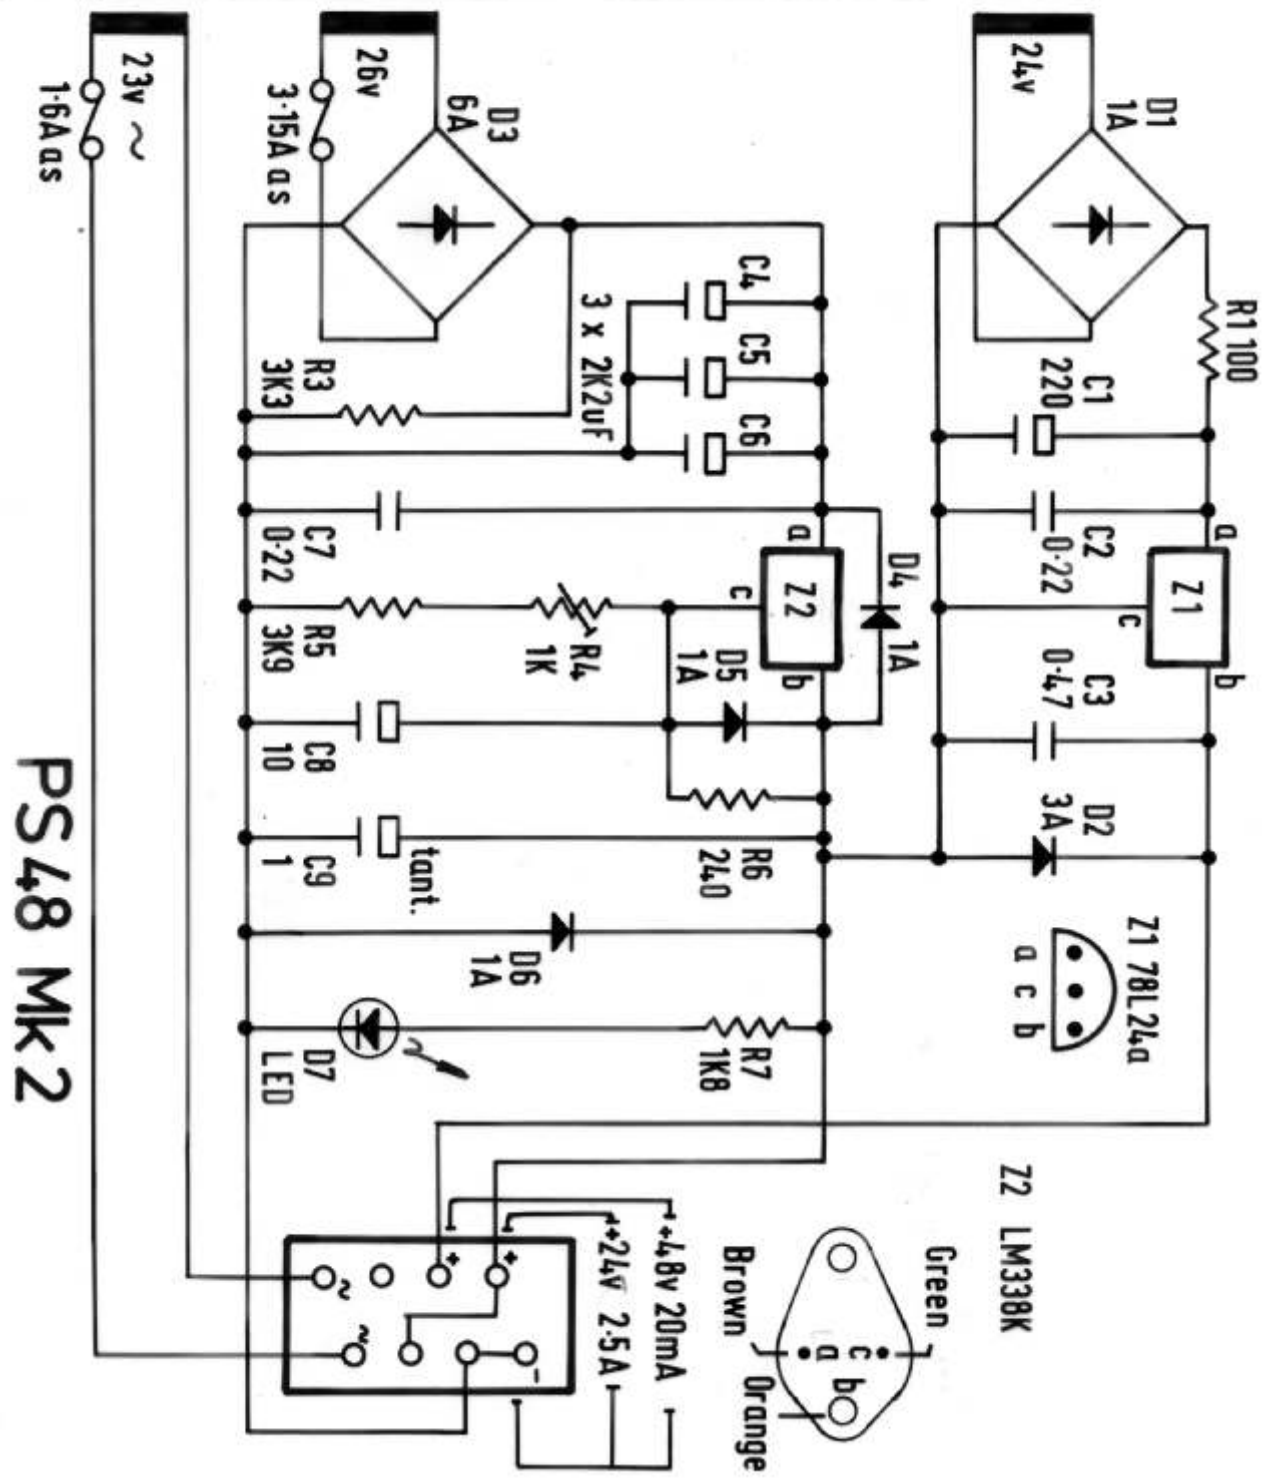 D1
1A
24v
R1 100
C1
220
C2
0·22
a
Z1
b
c
C3
0·47
D2
3A
Z1 78L24a
a c b
D3
6A
26v
3·15A as
C4
C5
C6
3 x 2K2uF
R3
3K3
C7
0·22
R5
3K9
R4
1K
a
Z2
b
c
D4
1A
D5
1A
C8
10
C9
1
tant.
R6
240
D6
1A
D7
LED
R7
1K8
23v ~
1·6A as
+48v 20mA
+24v 2·5A
+
+
~
~
-
Z2 LM338K
Green
Brown
Orange
c
a
b
PS48 Mk2